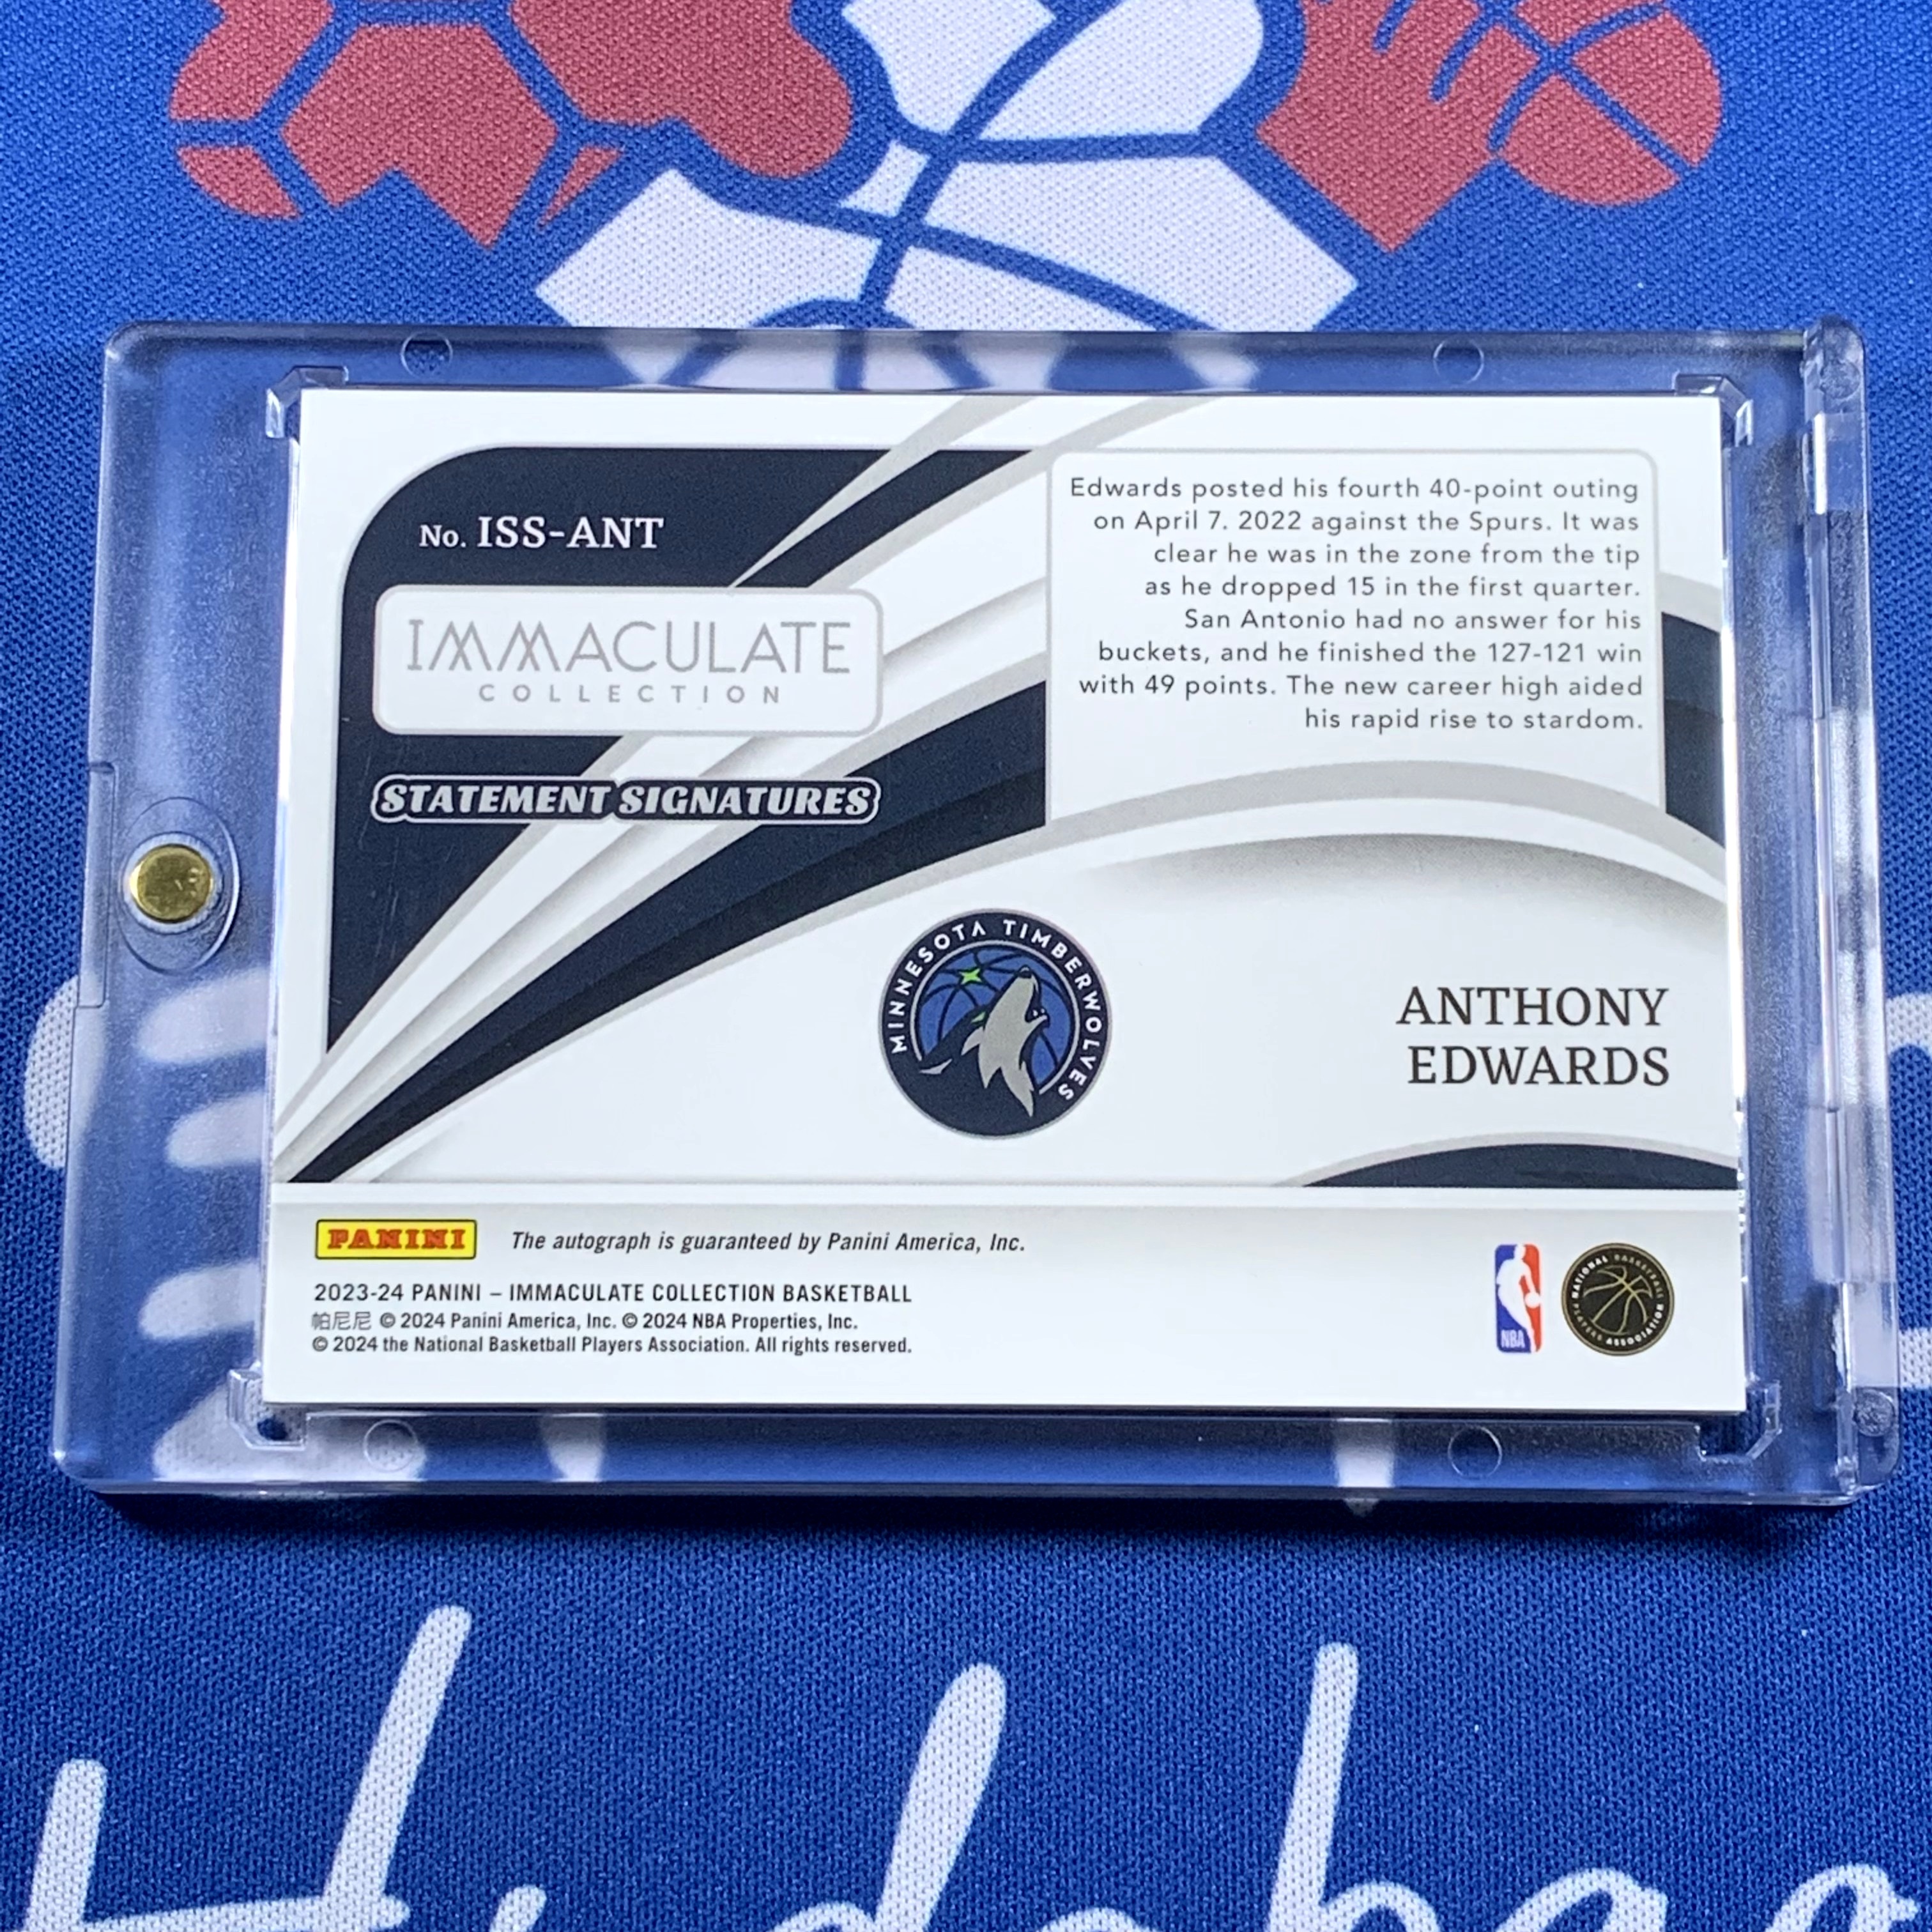 No. ISS-ANT
IMMACULATE
COLLECTION
STATEMENT SIGNATURES
Edwards posted his fourth 40-point outing
on April 7. 2022 against the Spurs. It was
clear he was in the zone from the tip
as he dropped 15 in the first quarter.
San Antonio had no answer for his
buckets, and he finished the 127-121 win
with 49 points. The new career high aided
his rapid rise to stardom.
MINNESOTA TIMBERWOLVES
ANTHONY
EDWARDS
PANINI
The autograph is guaranteed by Panini America, Inc.
2023-24 PANINI – IMMACULATE COLLECTION BASKETBALL
帕尼尼 © 2024 Panini America, Inc. © 2024 NBA Properties, Inc.
© 2024 the National Basketball Players Association. All rights reserved.
NBA
NATIONAL BASKETBALL
PLAYERS ASSOCIATION